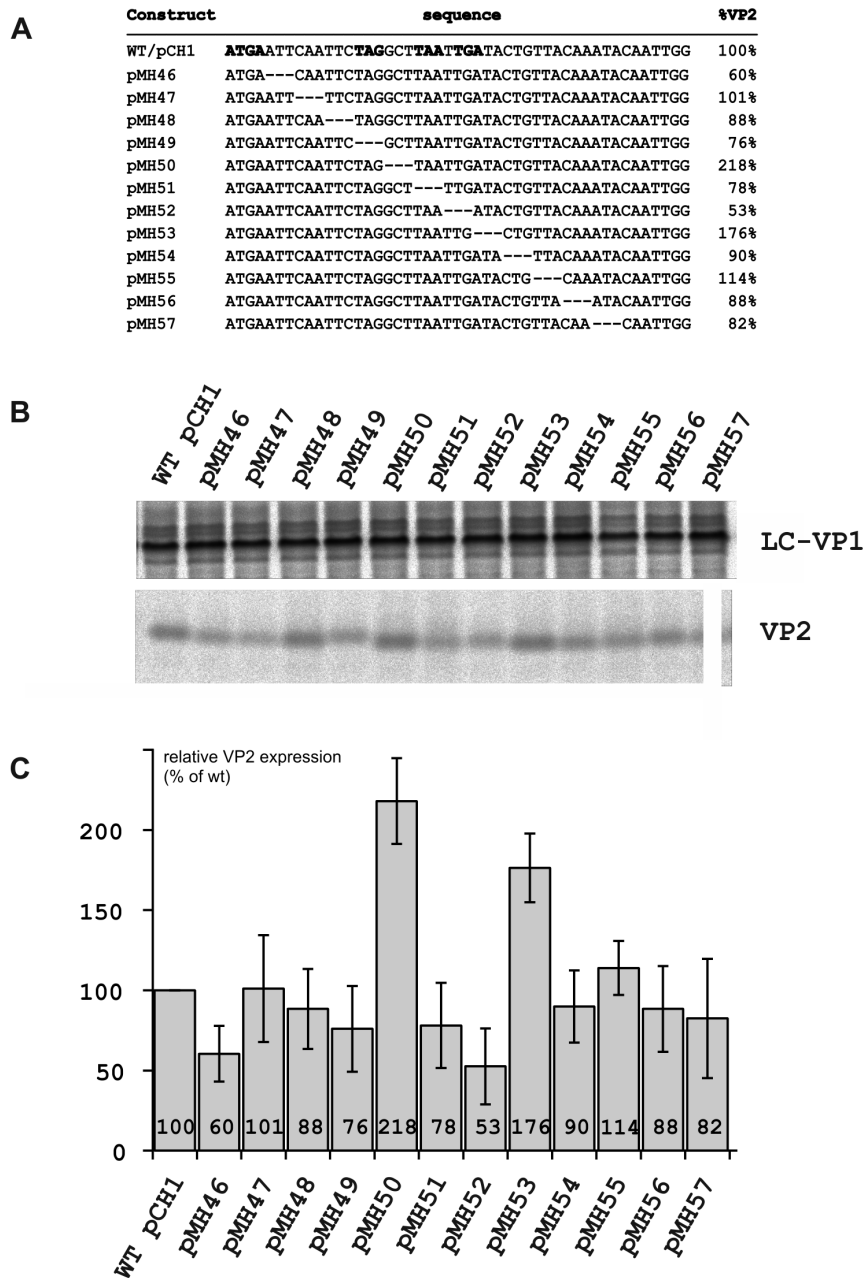 A
Construct sequence %VP2
WT/pCH1 ATGAATTCAATTCTAGGCTTAATTGATACTGTTACAAATACAATTGG 100%
pMH46 ATGA---CAATTCTAGGCTTAATTGATACTGTTACAAATACAATTGG 60%
pMH47 ATGAATT---TTCTAGGCTTAATTGATACTGTTACAAATACAATTGG 101%
pMH48 ATGAATTCAA---TAGGCTTAATTGATACTGTTACAAATACAATTGG 88%
pMH49 ATGAATTCAATTC---GCTTAATTGATACTGTTACAAATACAATTGG 76%
pMH50 ATGAATTCAATTCTAG---TAATTGATACTGTTACAAATACAATTGG 218%
pMH51 ATGAATTCAATTCTAGGCT---TTGATACTGTTACAAATACAATTGG 78%
pMH52 ATGAATTCAATTCTAGGCTTAA---ATACTGTTACAAATACAATTGG 53%
pMH53 ATGAATTCAATTCTAGGCTTAATTG---CTGTTACAAATACAATTGG 176%
pMH54 ATGAATTCAATTCTAGGCTTAATTGATA---TTACAAATACAATTGG 90%
pMH55 ATGAATTCAATTCTAGGCTTAATTGATACTG---CAAATACAATTGG 114%
pMH56 ATGAATTCAATTCTAGGCTTAATTGATACTGTTA---ATACAATTGG 88%
pMH57 ATGAATTCAATTCTAGGCTTAATTGATACTGTTACAA---CAATTGG 82%
B
WT pCH1 pMH46 pMH47 pMH48 pMH49 pMH50 pMH51 pMH52 pMH53 pMH54 pMH55 pMH56 pMH57
LC-VP1
VP2
C
relative VP2 expression
(% of wt)
200
150
100
50
0
100 60 101 88 76 218 78 53 176 90 114 88 82
WT pCH1 pMH46 pMH47 pMH48 pMH49 pMH50 pMH51 pMH52 pMH53 pMH54 pMH55 pMH56 pMH57